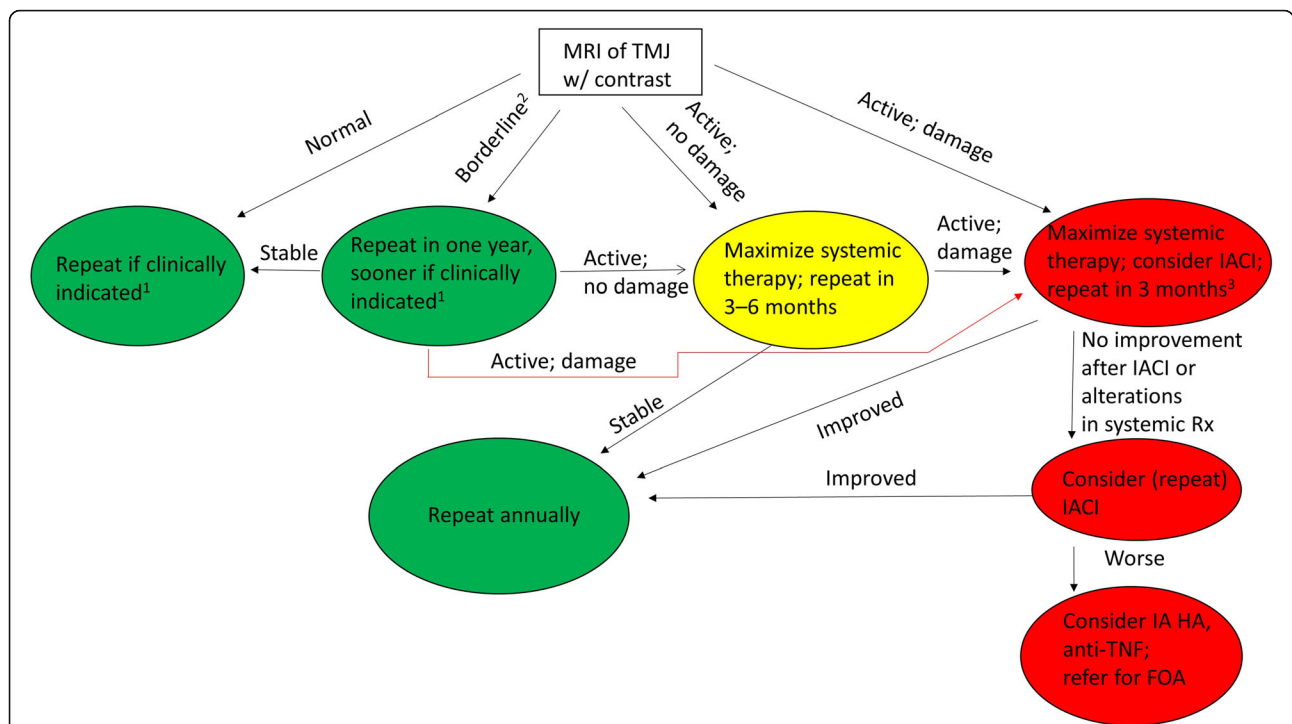 MRI of TMJ
w/ contrast
Normal
Borderline²
Active;
no damage
Active; damage
Repeat if clinically
indicated¹
Stable
Repeat in one year,
sooner if clinically
indicated¹
Active;
no damage
Maximize systemic
therapy; repeat in
3–6 months
Active;
damage
Maximize systemic
therapy; consider IACI;
repeat in 3 months³
Active; damage
Stable
Improved
No improvement
after IACI or
alterations
in systemic Rx
Repeat annually
Improved
Consider (repeat)
IACI
Worse
Consider IA HA,
anti-TNF;
refer for FOA